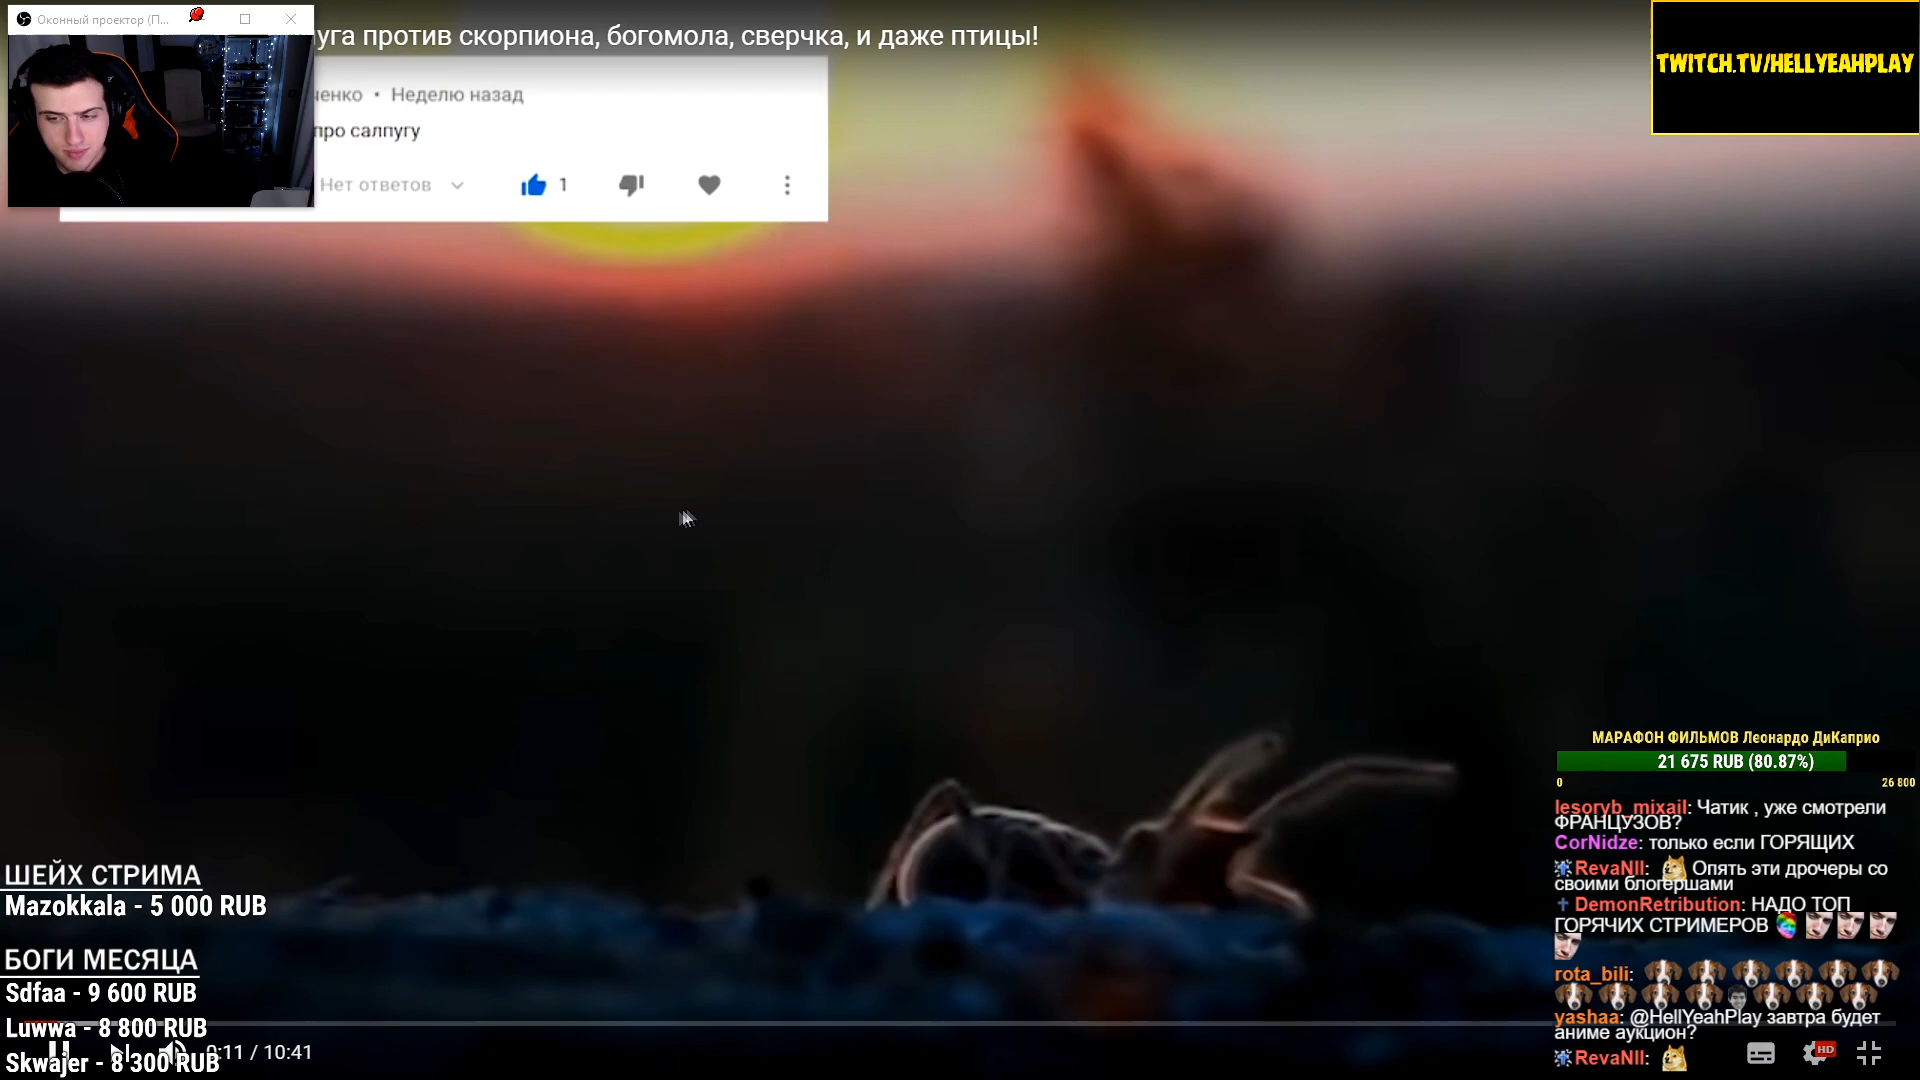 Оконный проектор (П...
уга против скорпиона, богомола, сверчка, и даже птицы!
TWITCH.TV/HELLYEAHPLAY
ченко • Неделю назад
про салпугу
Нет ответов
1
МАРАФОН ФИЛЬМОВ Леонардо ДиКаприо
21 675 RUB (80.87%)
0
26 800
lesoryb_mixail: Чатик , уже смотрели
ФРАНЦУЗОВ?
CorNidze: только если ГОРЯЩИХ
RevaNII: Опять эти дрочеры со
своими блогершами
DemonRetribution: НАДО ТОП
ГОРЯЧИХ СТРИМЕРОВ
rota_bili:
yashaa: @HellYeahPlay завтра будет
аниме аукцион?
RevaNII:
ШЕЙХ СТРИМА
Mazokkala - 5 000 RUB
БОГИ МЕСЯЦА
Sdfaa - 9 600 RUB
Luwwa - 8 800 RUB
Skwajer - 8 300 RUB
0:11 / 10:41
HD